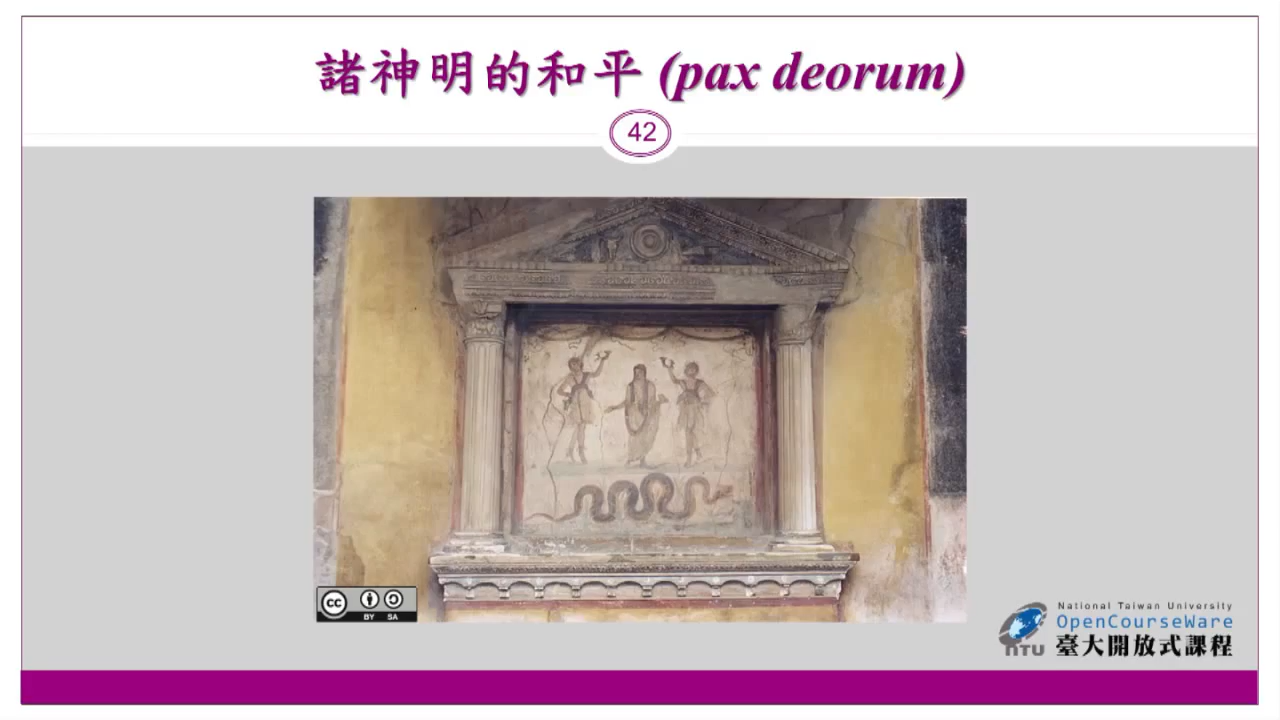 諸神明的和平 (pax deorum)
42
cc
BY SA
National Taiwan University
OpenCourseWare
NTU 臺大開放式課程